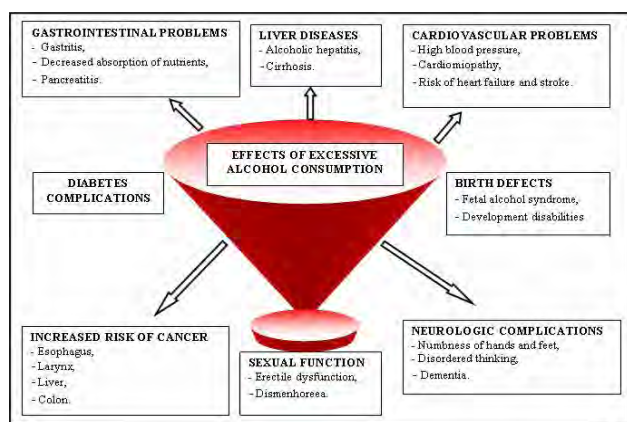 GASTROINTESTINAL PROBLEMS
- Gastritis,
- Decreased absorption of nutrients,
- Pancreatitis.
LIVER DISEASES
- Alcoholic hepatitis,
- Cirrhosis.
CARDIOVASCULAR PROBLEMS
- High blood pressure,
- Cardiomiopathy,
- Risk of heart failure and stroke.
EFFECTS OF EXCESSIVE
ALCOHOL CONSUMPTION
DIABETES
COMPLICATIONS
BIRTH DEFECTS
- Fetal alcohol syndrome,
- Development disabilities
INCREASED RISK OF CANCER
- Esophagus,
- Larynx,
- Liver,
- Colon.
SEXUAL FUNCTION
- Erectile dysfunction,
- Dismenhoreea.
NEUROLOGIC COMPLICATIONS
- Numbness of hands and feet,
- Disordered thinking,
- Dementia.